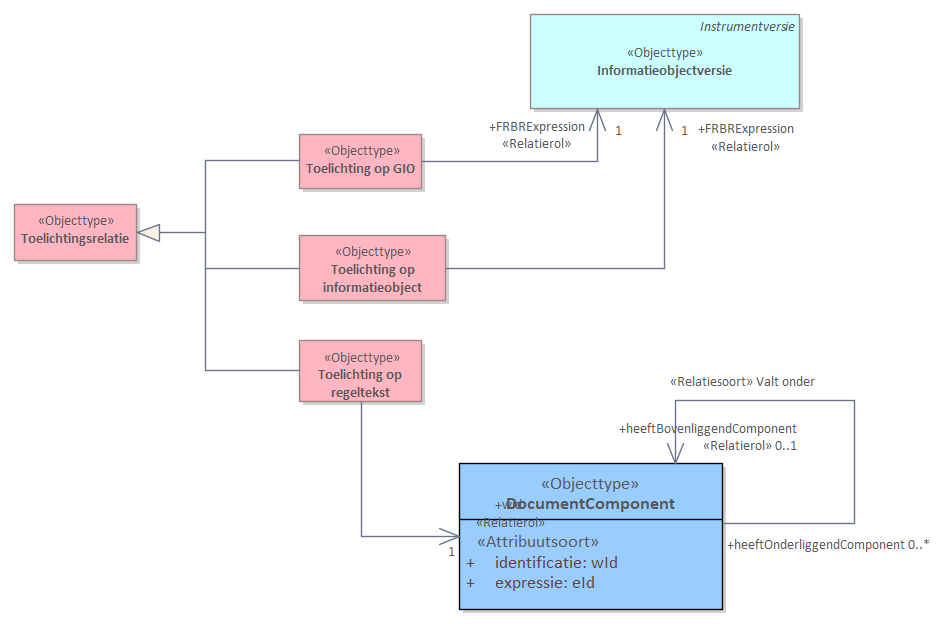 Instrumentversie
«Objecttype»
Informatieobjectversie
+FRBRExpression
«Relatierol»
1
1
+FRBRExpression
«Relatierol»
«Objecttype»
Toelichting op GIO
«Objecttype»
Toelichtingsrelatie
«Objecttype»
Toelichting op
informatieobject
«Objecttype»
Toelichting op
regeltekst
«Relatiesoort» Valt onder
+heeftBovenliggendComponent
«Relatierol» 0..1
«Objecttype»
DocumentComponent
«Relatierol»
1
«Attribuutsoort»
+ identificatie: wId
+ expressie: eId
+heeftOnderliggendComponent 0..*